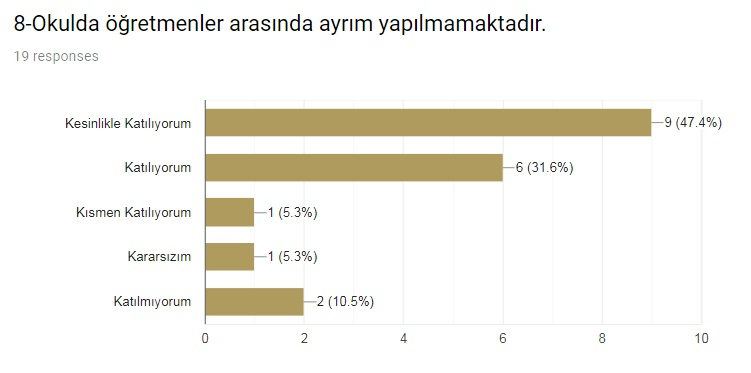 8-Okulda öğretmenler arasında ayrım yapılmamaktadır.
19 responses
Kesinlikle Katılıyorum 9 (47.4%)
Katılıyorum 6 (31.6%)
Kısmen Katılıyorum 1 (5.3%)
Kararsızım 1 (5.3%)
Katılmıyorum 2 (10.5%)
0 2 4 6 8 10